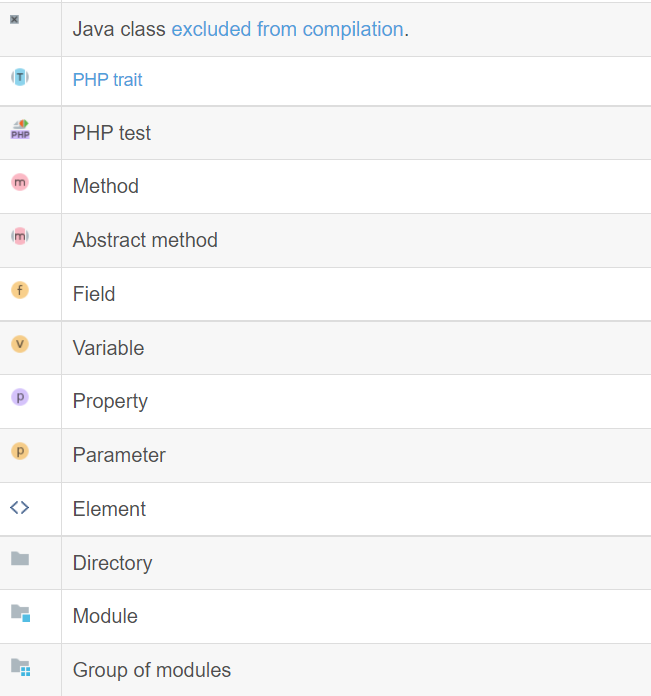 Java class excluded from compilation.
T PHP trait
PHP PHP test
m Method
m Abstract method
f Field
v Variable
p Property
p Parameter
<> Element
Directory
Module
Group of modules